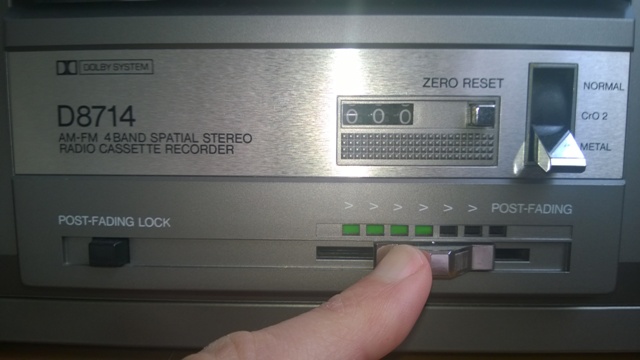 DOLBY SYSTEM
D8714
AM-FM 4 BAND SPATIAL STEREO
RADIO CASSETTE RECORDER
ZERO RESET
0 0 0
NORMAL
CrO 2
METAL
POST-FADING LOCK
> > > > > > POST-FADING